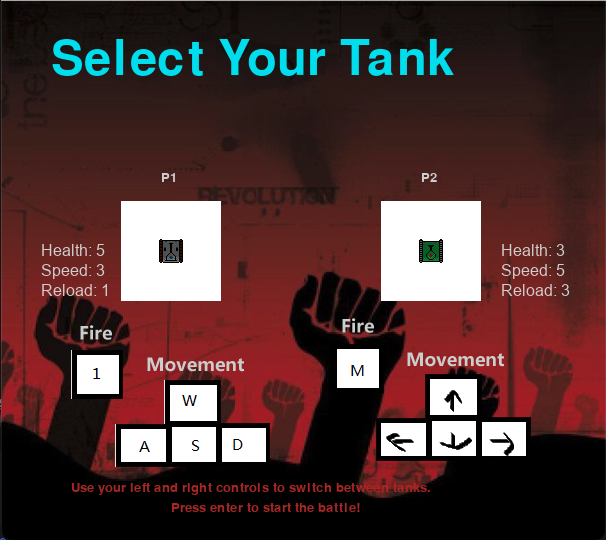 Select Your Tank
P1
P2
REVOLUTION
Health: 5
Speed: 3
Reload: 1
Health: 3
Speed: 5
Reload: 3
Fire
1
Movement
W
A S D
Fire
M
Movement
↑
← ↓ →
Use your left and right controls to switch between tanks.
Press enter to start the battle!